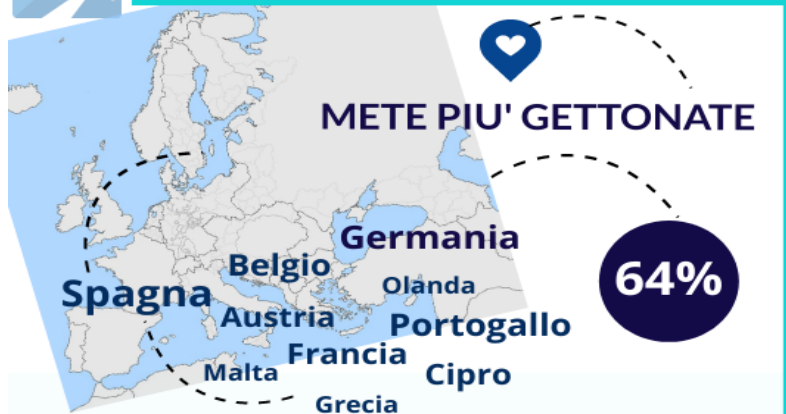 METE PIU' GETTONATE
Germania
Belgio
64%
Spagna
Olanda
Austria
Portogallo
Francia
Malta
Cipro
Grecia